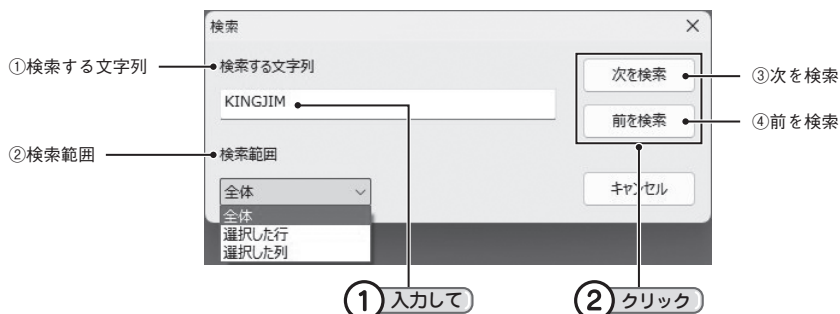 検索
①検索する文字列
検索する文字列
次を検索
③次を検索
KINGJIM
前を検索
④前を検索
②検索範囲
検索範囲
全体
キャンセル
全体
選択した行
選択した列
1 入力して
2 クリック